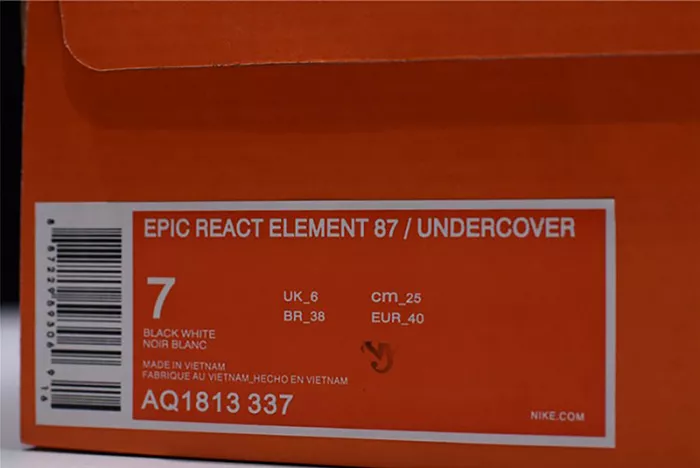 EPIC REACT ELEMENT 87 / UNDERCOVER
7
UK_6
cm_25
BR_38
EUR_40
BLACK WHITE
NOIR BLANC
MADE IN VIETNAM
FABRIQUE AU VIETNAM_HECHO EN VIETNAM
AQ1813 337
NIKE.COM